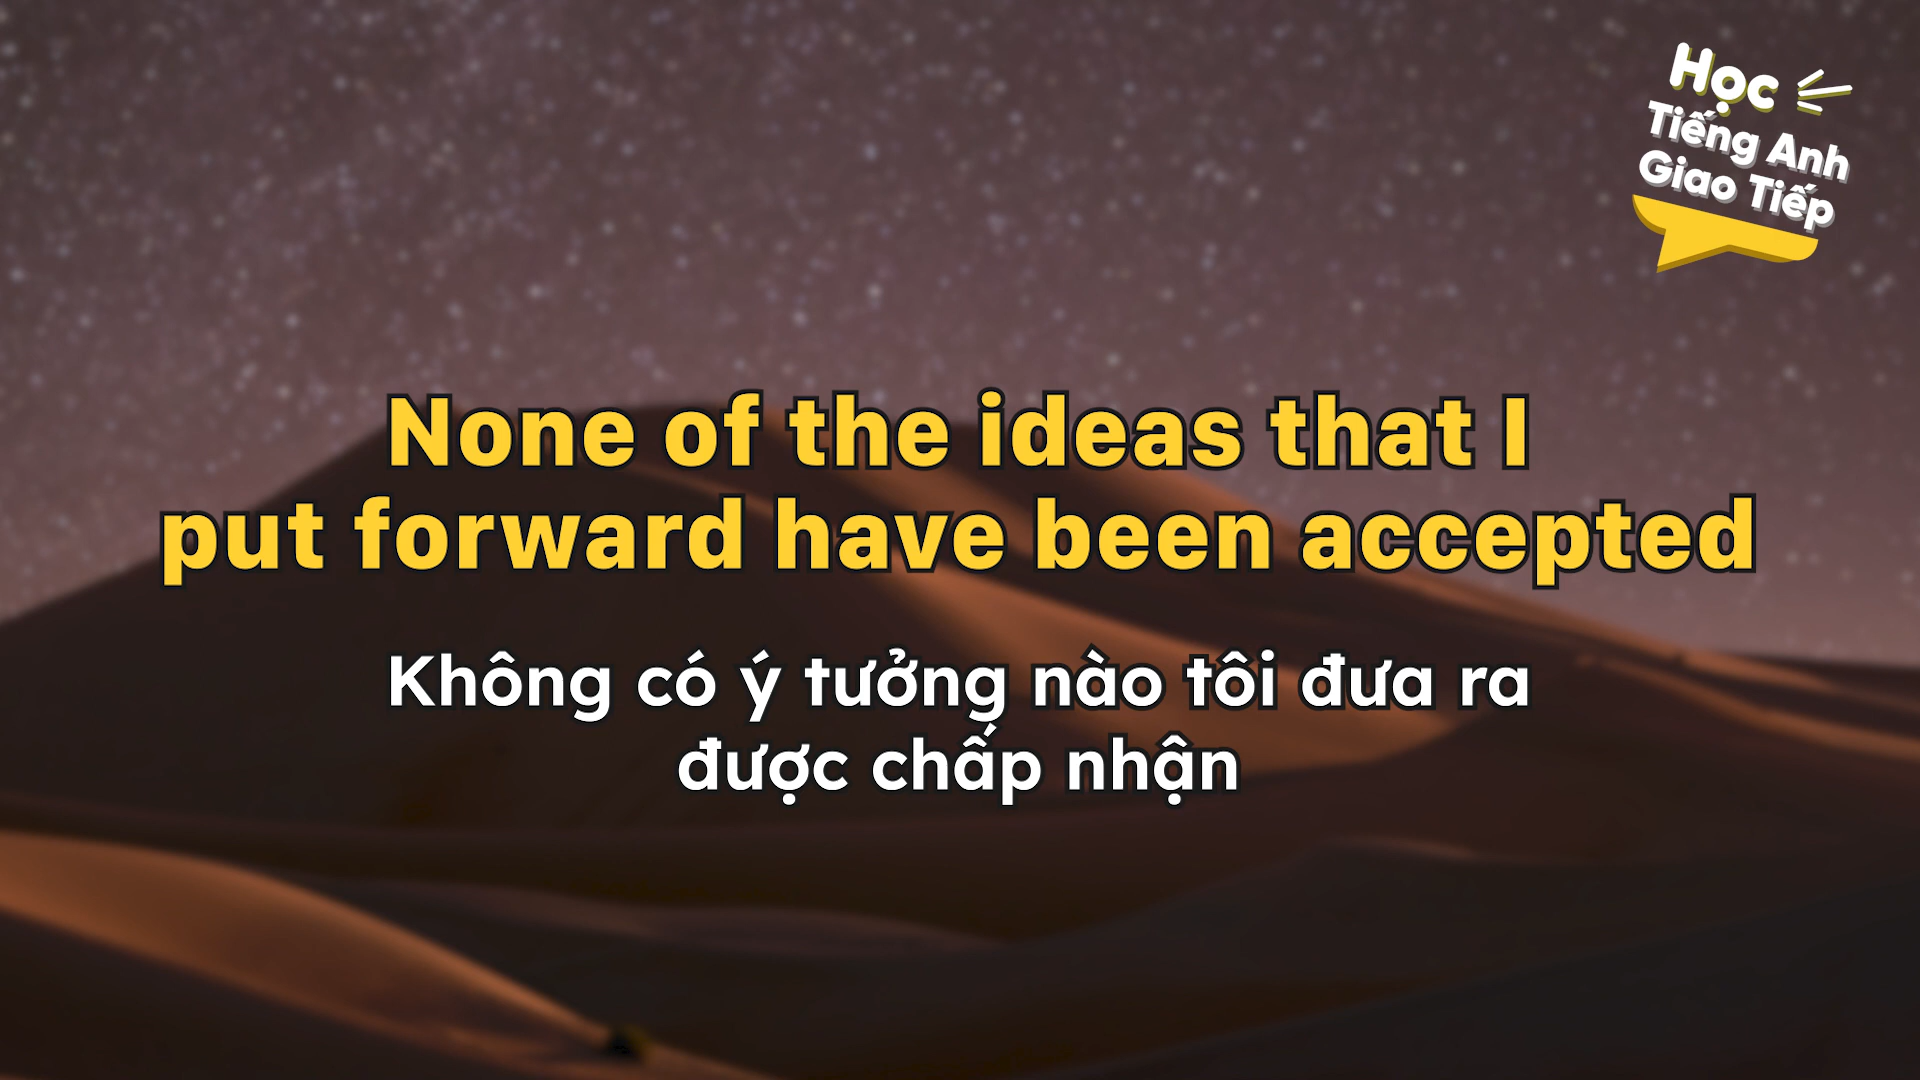 Học
Tiếng Anh
Giao Tiếp
None of the ideas that I
put forward have been accepted
Không có ý tưởng nào tôi đưa ra
được chấp nhận